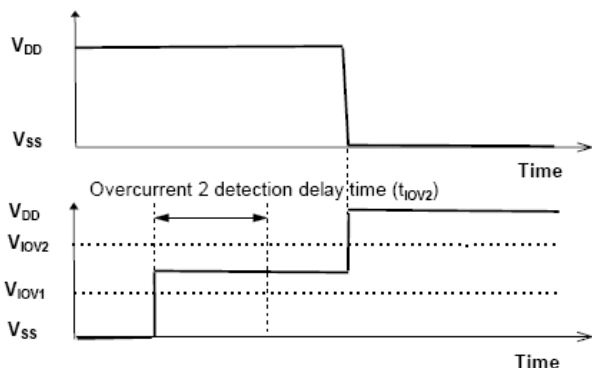 VDD
VSS
Time
Overcurrent 2 detection delay time (tIOV2)
VDD
VIOV2
VIOV1
VSS
Time